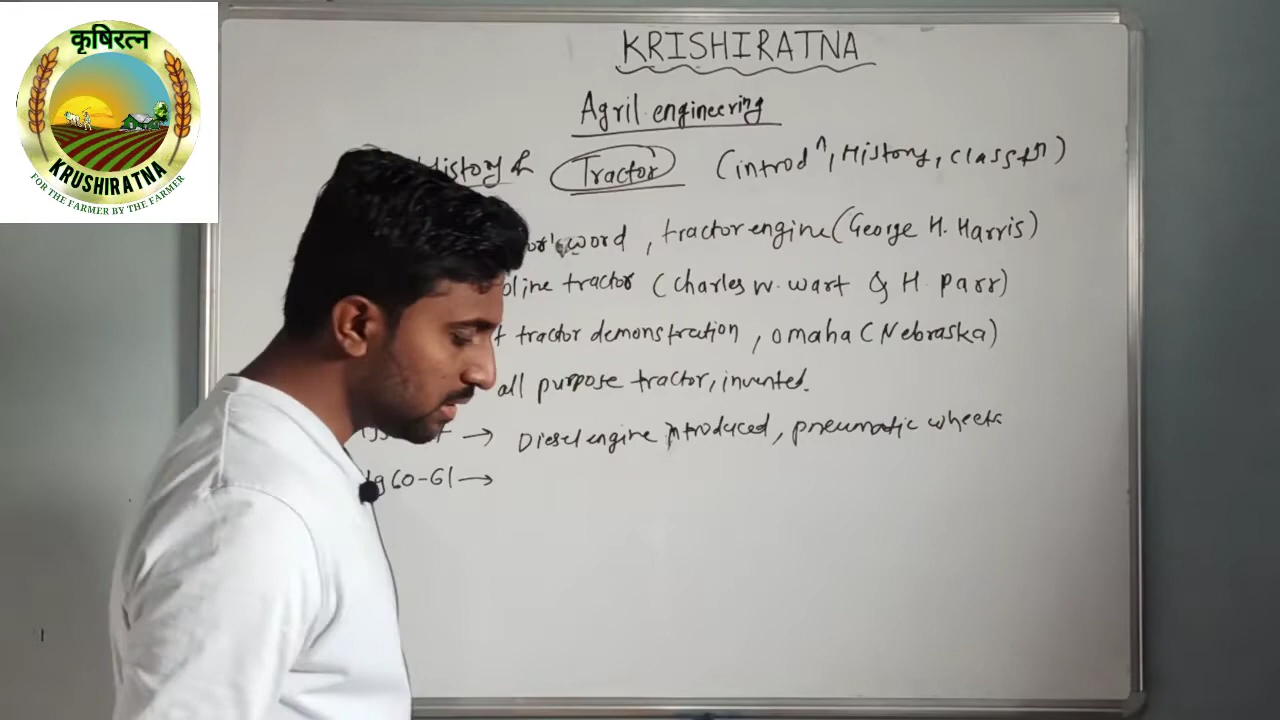 कृषिरत्न
KRUSHIRATNA
FOR THE FARMER BY THE FARMER
KRISHIRATNA
Agril. engineering
History of Tractor (introdⁿ, History, classfⁿ)
word, tractor engine (George H. Harris)
tractor (charles w. wart & H. parr)
tractor demonstration, omaha (Nebraska)
all purpose tractor, invented.
→ Diesel engine introduced, pneumatic wheels
1960-61 →